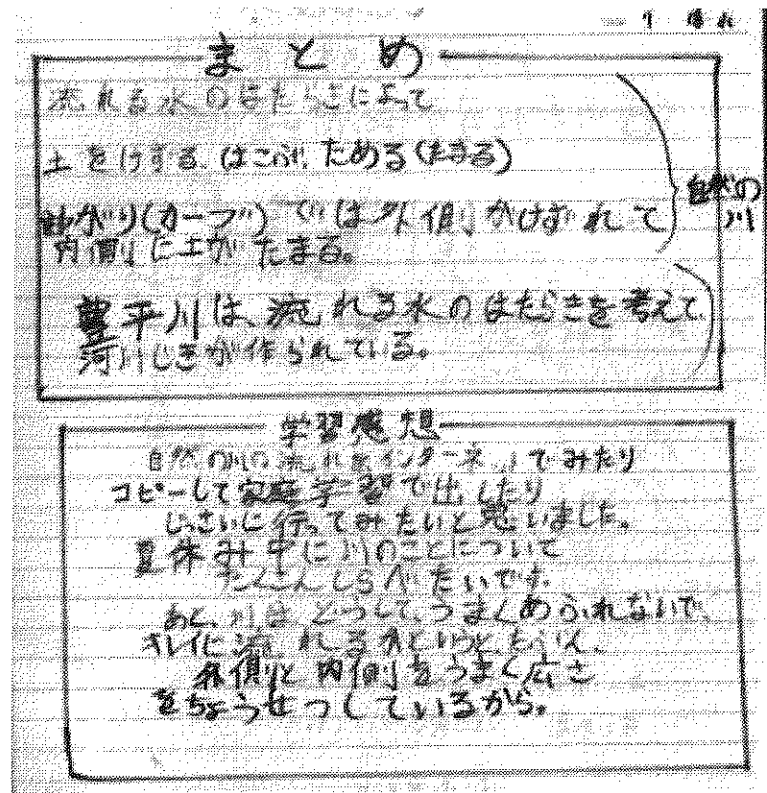 まとめ
流れる水のはたらきによって
土をけずる、はこぶ、ためる(たまる)
曲がり(カーブ)では外側がけずれて
内側に土がたまる。
自然の
川
豊平川は、流れる水のはたらきを考えて
河川じきが作られている。
学習感想
自然の川の流れをインターネットでみたり
コピーして家庭学習で出したり
じっさいに行ってみたいと思いました。
夏休み中に川のことについて
たくさんしらべたいです。
あと、川は、どうして、うまくあふれないで、
キレイに流れる水というと
外側と内側をうまく広さ
をちょうせつしているから。